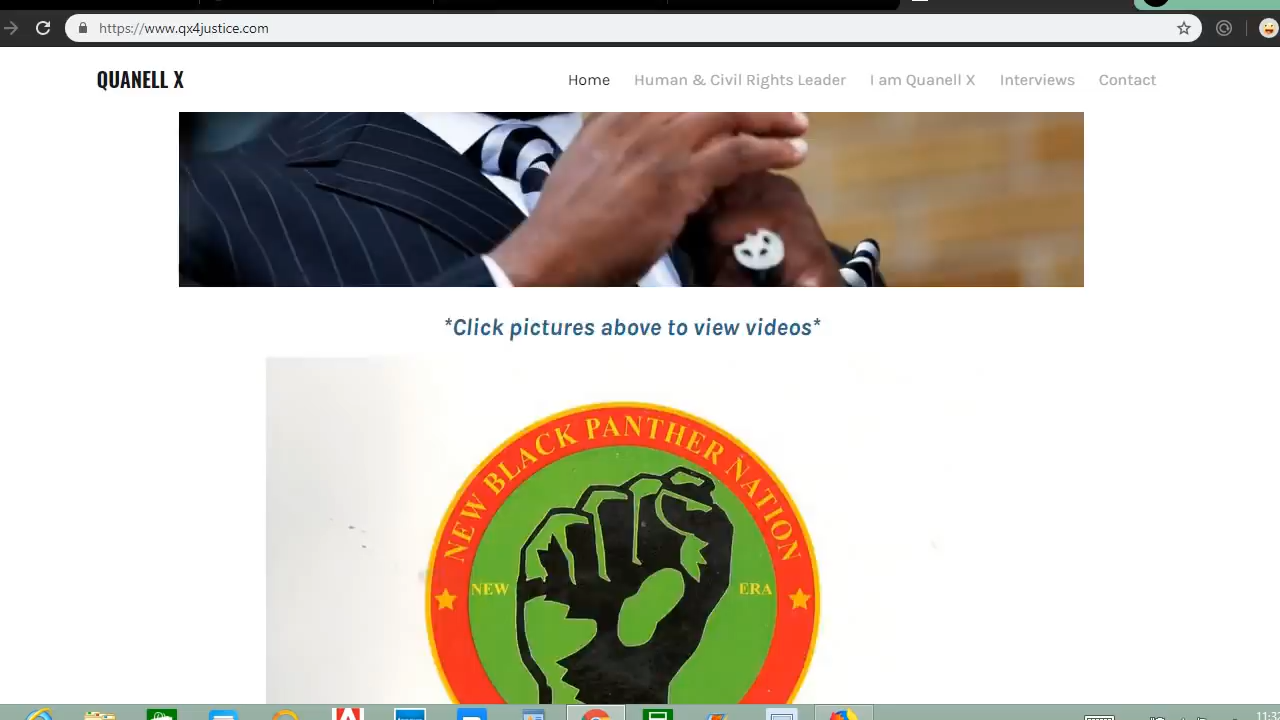 https://www.qx4justice.com
QUANELL X
Home Human & Civil Rights Leader I am Quanell X Interviews Contact
*Click pictures above to view videos*
NEW BLACK PANTHER NATION
NEW ERA